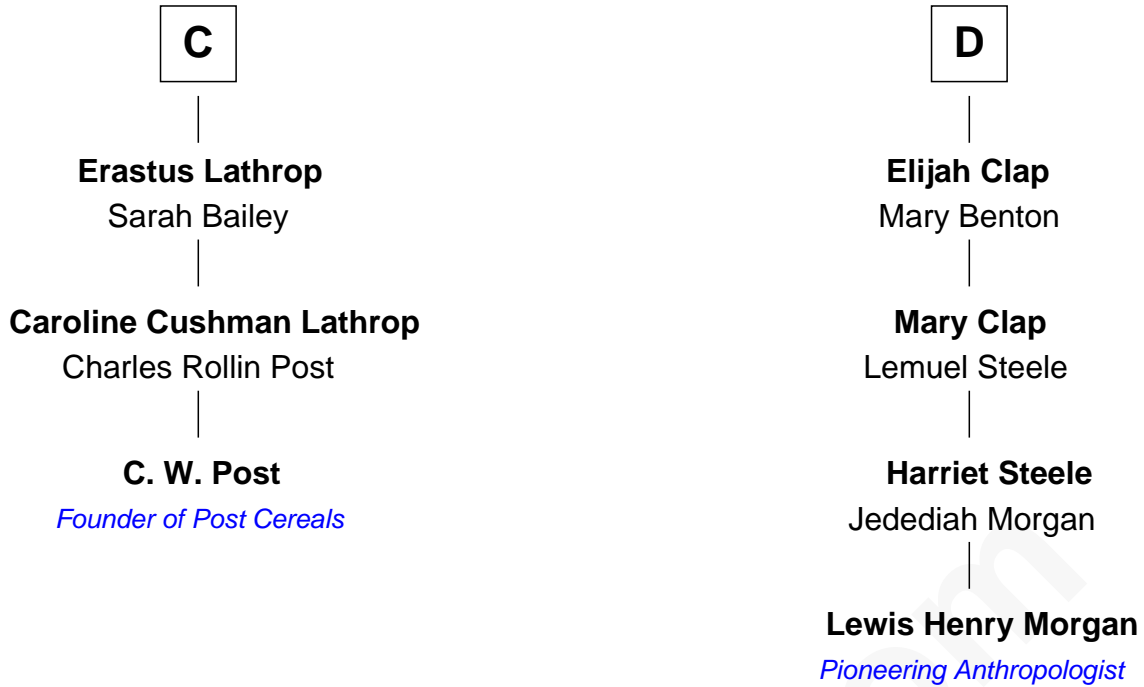 C
Erastus Lathrop
Sarah Bailey
Caroline Cushman Lathrop
Charles Rollin Post
C. W. Post
Founder of Post Cereals
D
Elijah Clap
Mary Benton
Mary Clap
Lemuel Steele
Harriet Steele
Jedediah Morgan
Lewis Henry Morgan
Pioneering Anthropologist
om